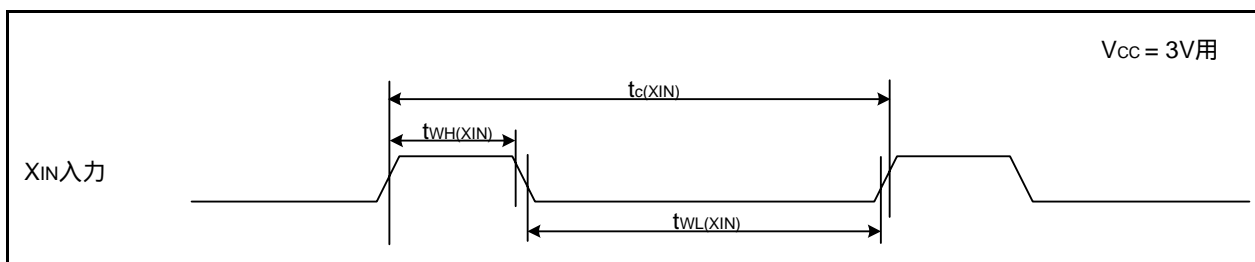 VCC = 3V用
tc(XIN)
tWH(XIN)
XIN入力
tWL(XIN)